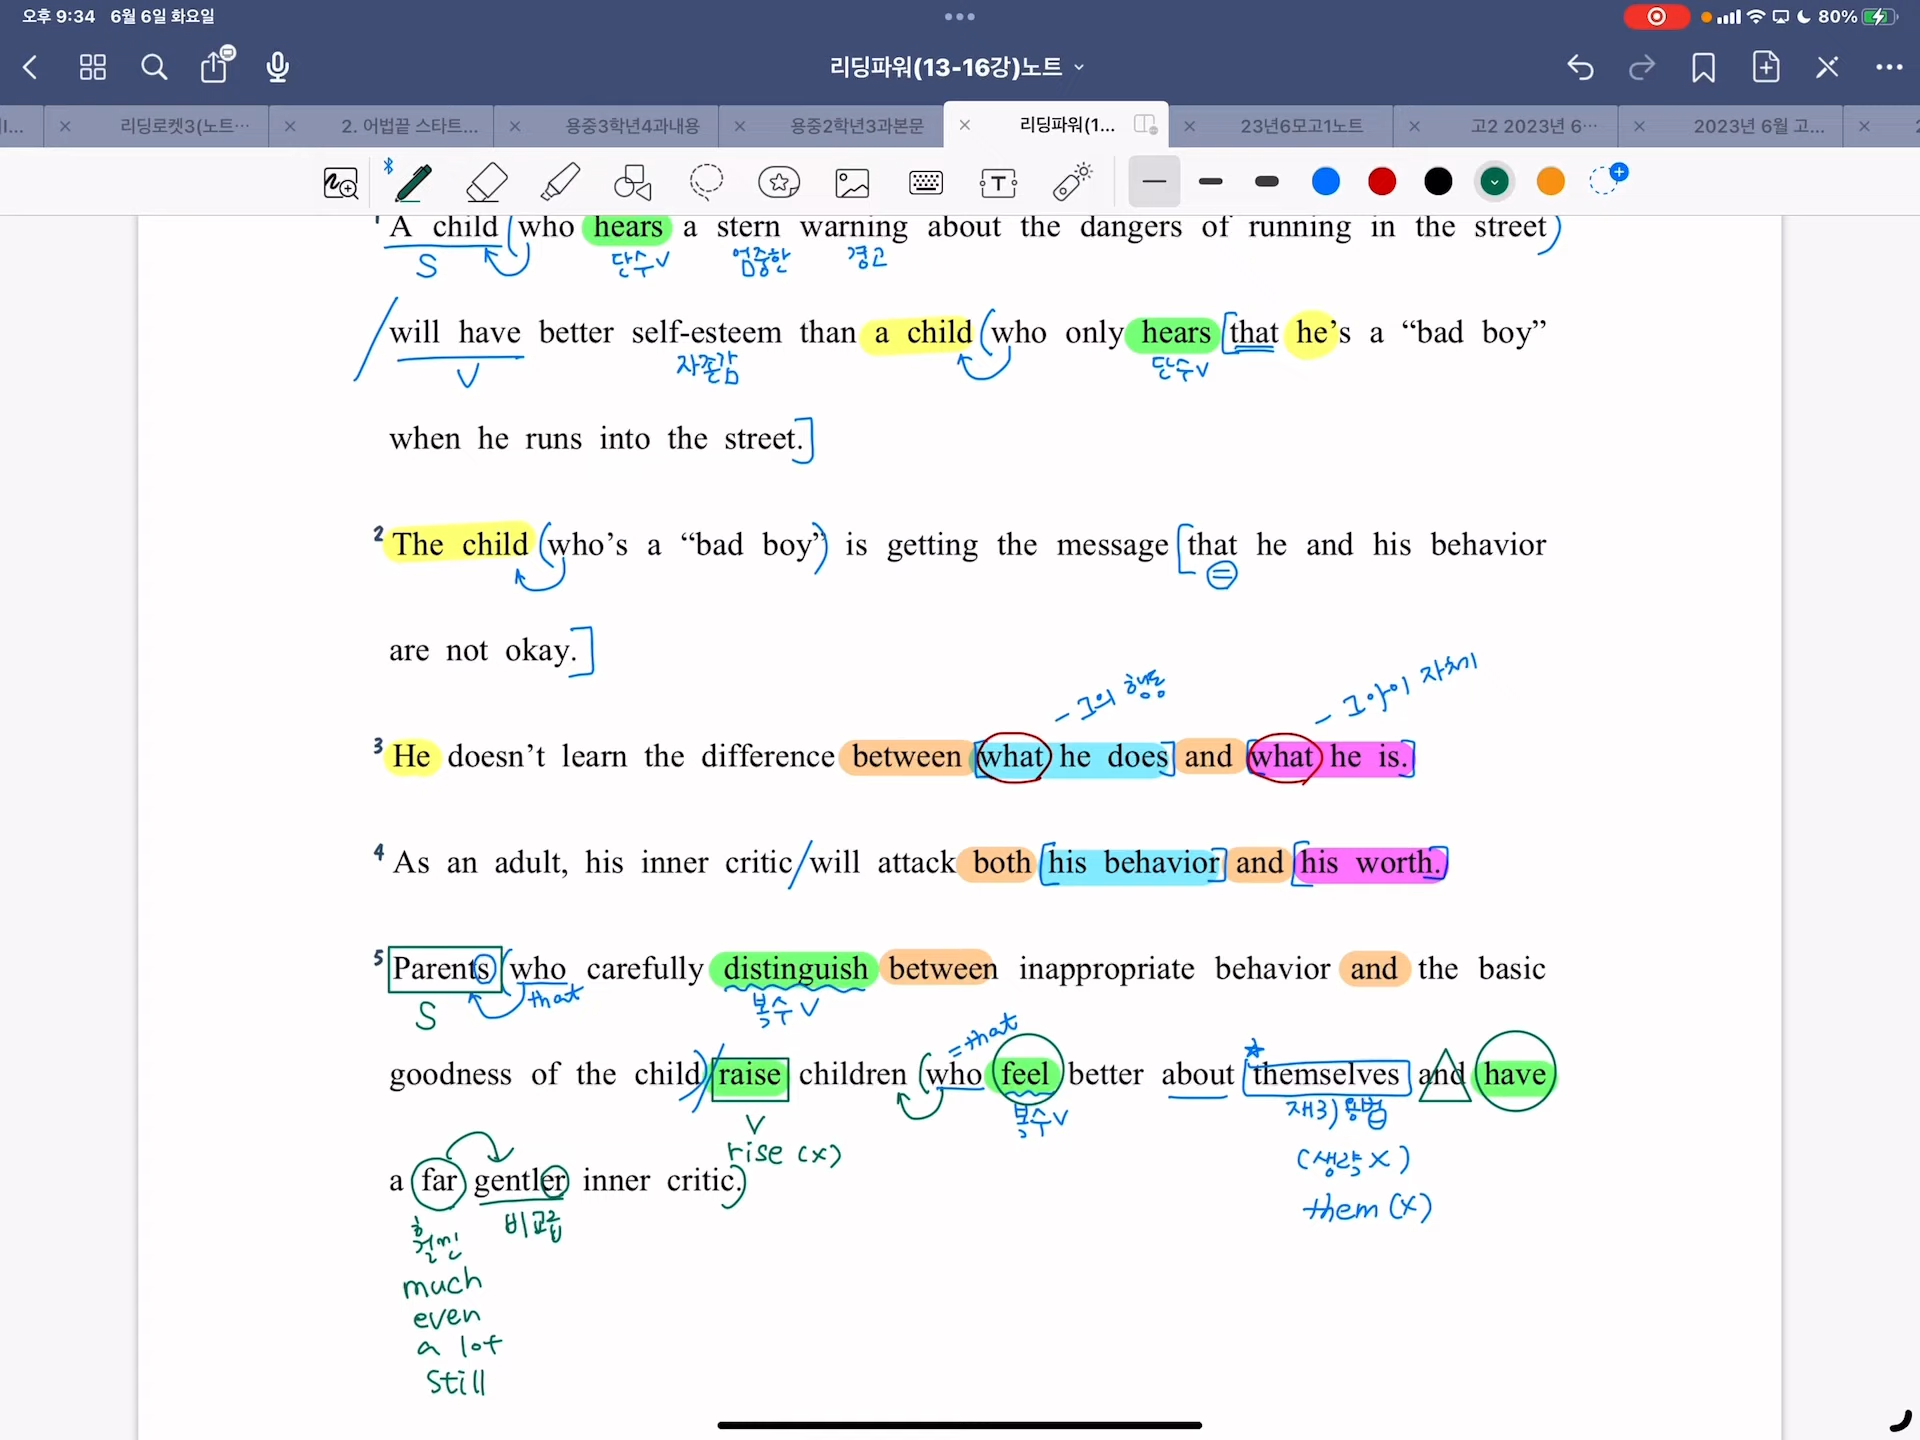 오후 9:34 6월 6일 화요일
80%
리딩파워(13-16강)노트
리딩로켓3(노트…
2. 어법끝 스타트...
용중3학년4과내용
용중2학년3과본문
리딩파워(1...
23년6모고1노트
고2 2023년 6…
2023년 6월 고...
1 A child (who hears a stern warning about the dangers of running in the street)
S 단수V 엄중한 경고
/ will have better self-esteem than a child (who only hears [that he's a “bad boy”
V 자존감 단수V
when he runs into the street.]
2 The child (who's a “bad boy”) is getting the message [that he and his behavior
=
are not okay.]
- 그의 행동 - 그 아이 자체
3 He doesn't learn the difference between [what he does] and [what he is.]
4 As an adult, his inner critic / will attack both [his behavior] and [his worth.]
5 Parents (who carefully distinguish between inappropriate behavior and the basic
S that 복수V
=that
goodness of the child) / raise children (who feel better about themselves and have
V 복수V 재귀용법
rise (x) (생략 x)
a far gentler inner critic.)
them (x)
훨씬 비교급
much
even
a lot
still